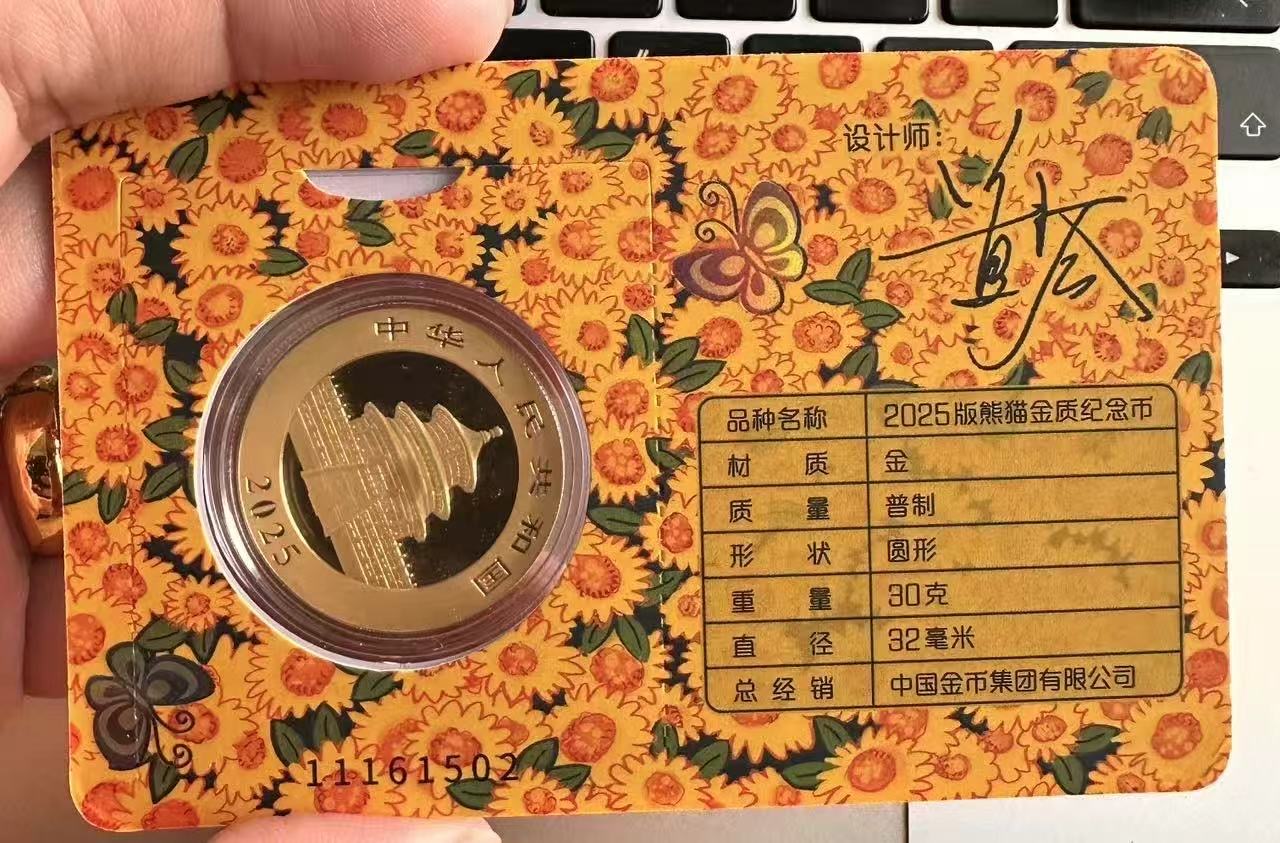 设计师：
中华人民共和国
2025
品种名称 2025版熊猫金质纪念币
材质 金
质量 普制
形状 圆形
重量 30克
直径 32毫米
总经销 中国金币集团有限公司
11161502